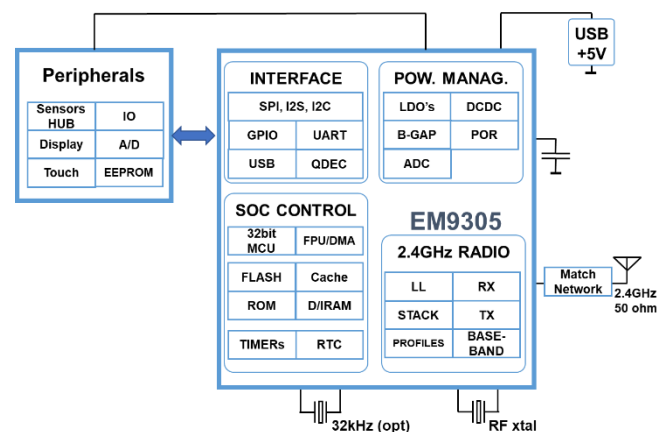 Peripherals
Sensors
HUB
IO
Display
A/D
Touch
EEPROM
INTERFACE
SPI, I2S, I2C
GPIO
UART
USB
QDEC
POW. MANAG.
LDO's
DCDC
B-GAP
POR
ADC
USB
+5V
SOC CONTROL
32bit
MCU
FPU/DMA
FLASH
Cache
ROM
D/IRAM
TIMERs
RTC
EM9305
2.4GHz RADIO
LL
RX
STACK
TX
PROFILES
BASE-
BAND
Match
Network
2.4GHz
50 ohm
32kHz (opt)
RF xtal